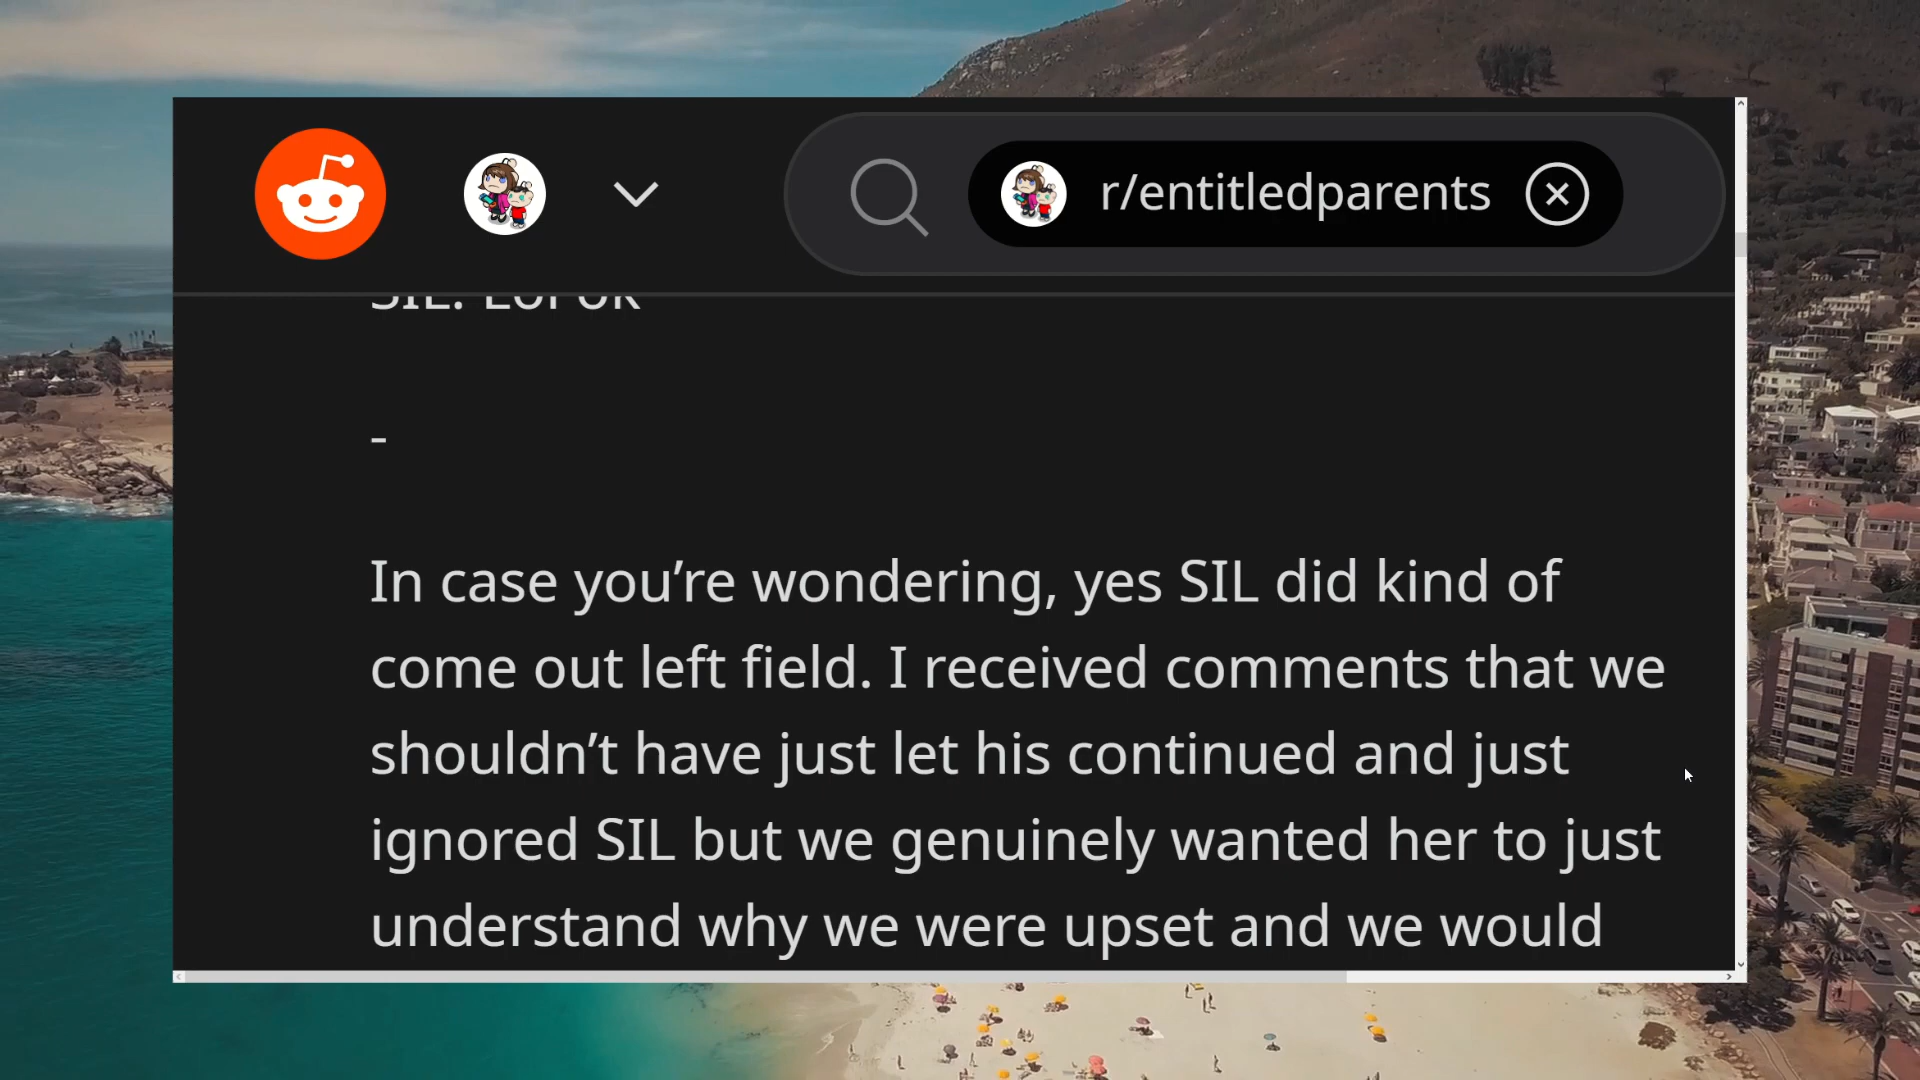 r/entitledparents
SIL: Lol ok
-
In case you’re wondering, yes SIL did kind of
come out left field. I received comments that we
shouldn’t have just let his continued and just
ignored SIL but we genuinely wanted her to just
understand why we were upset and we would